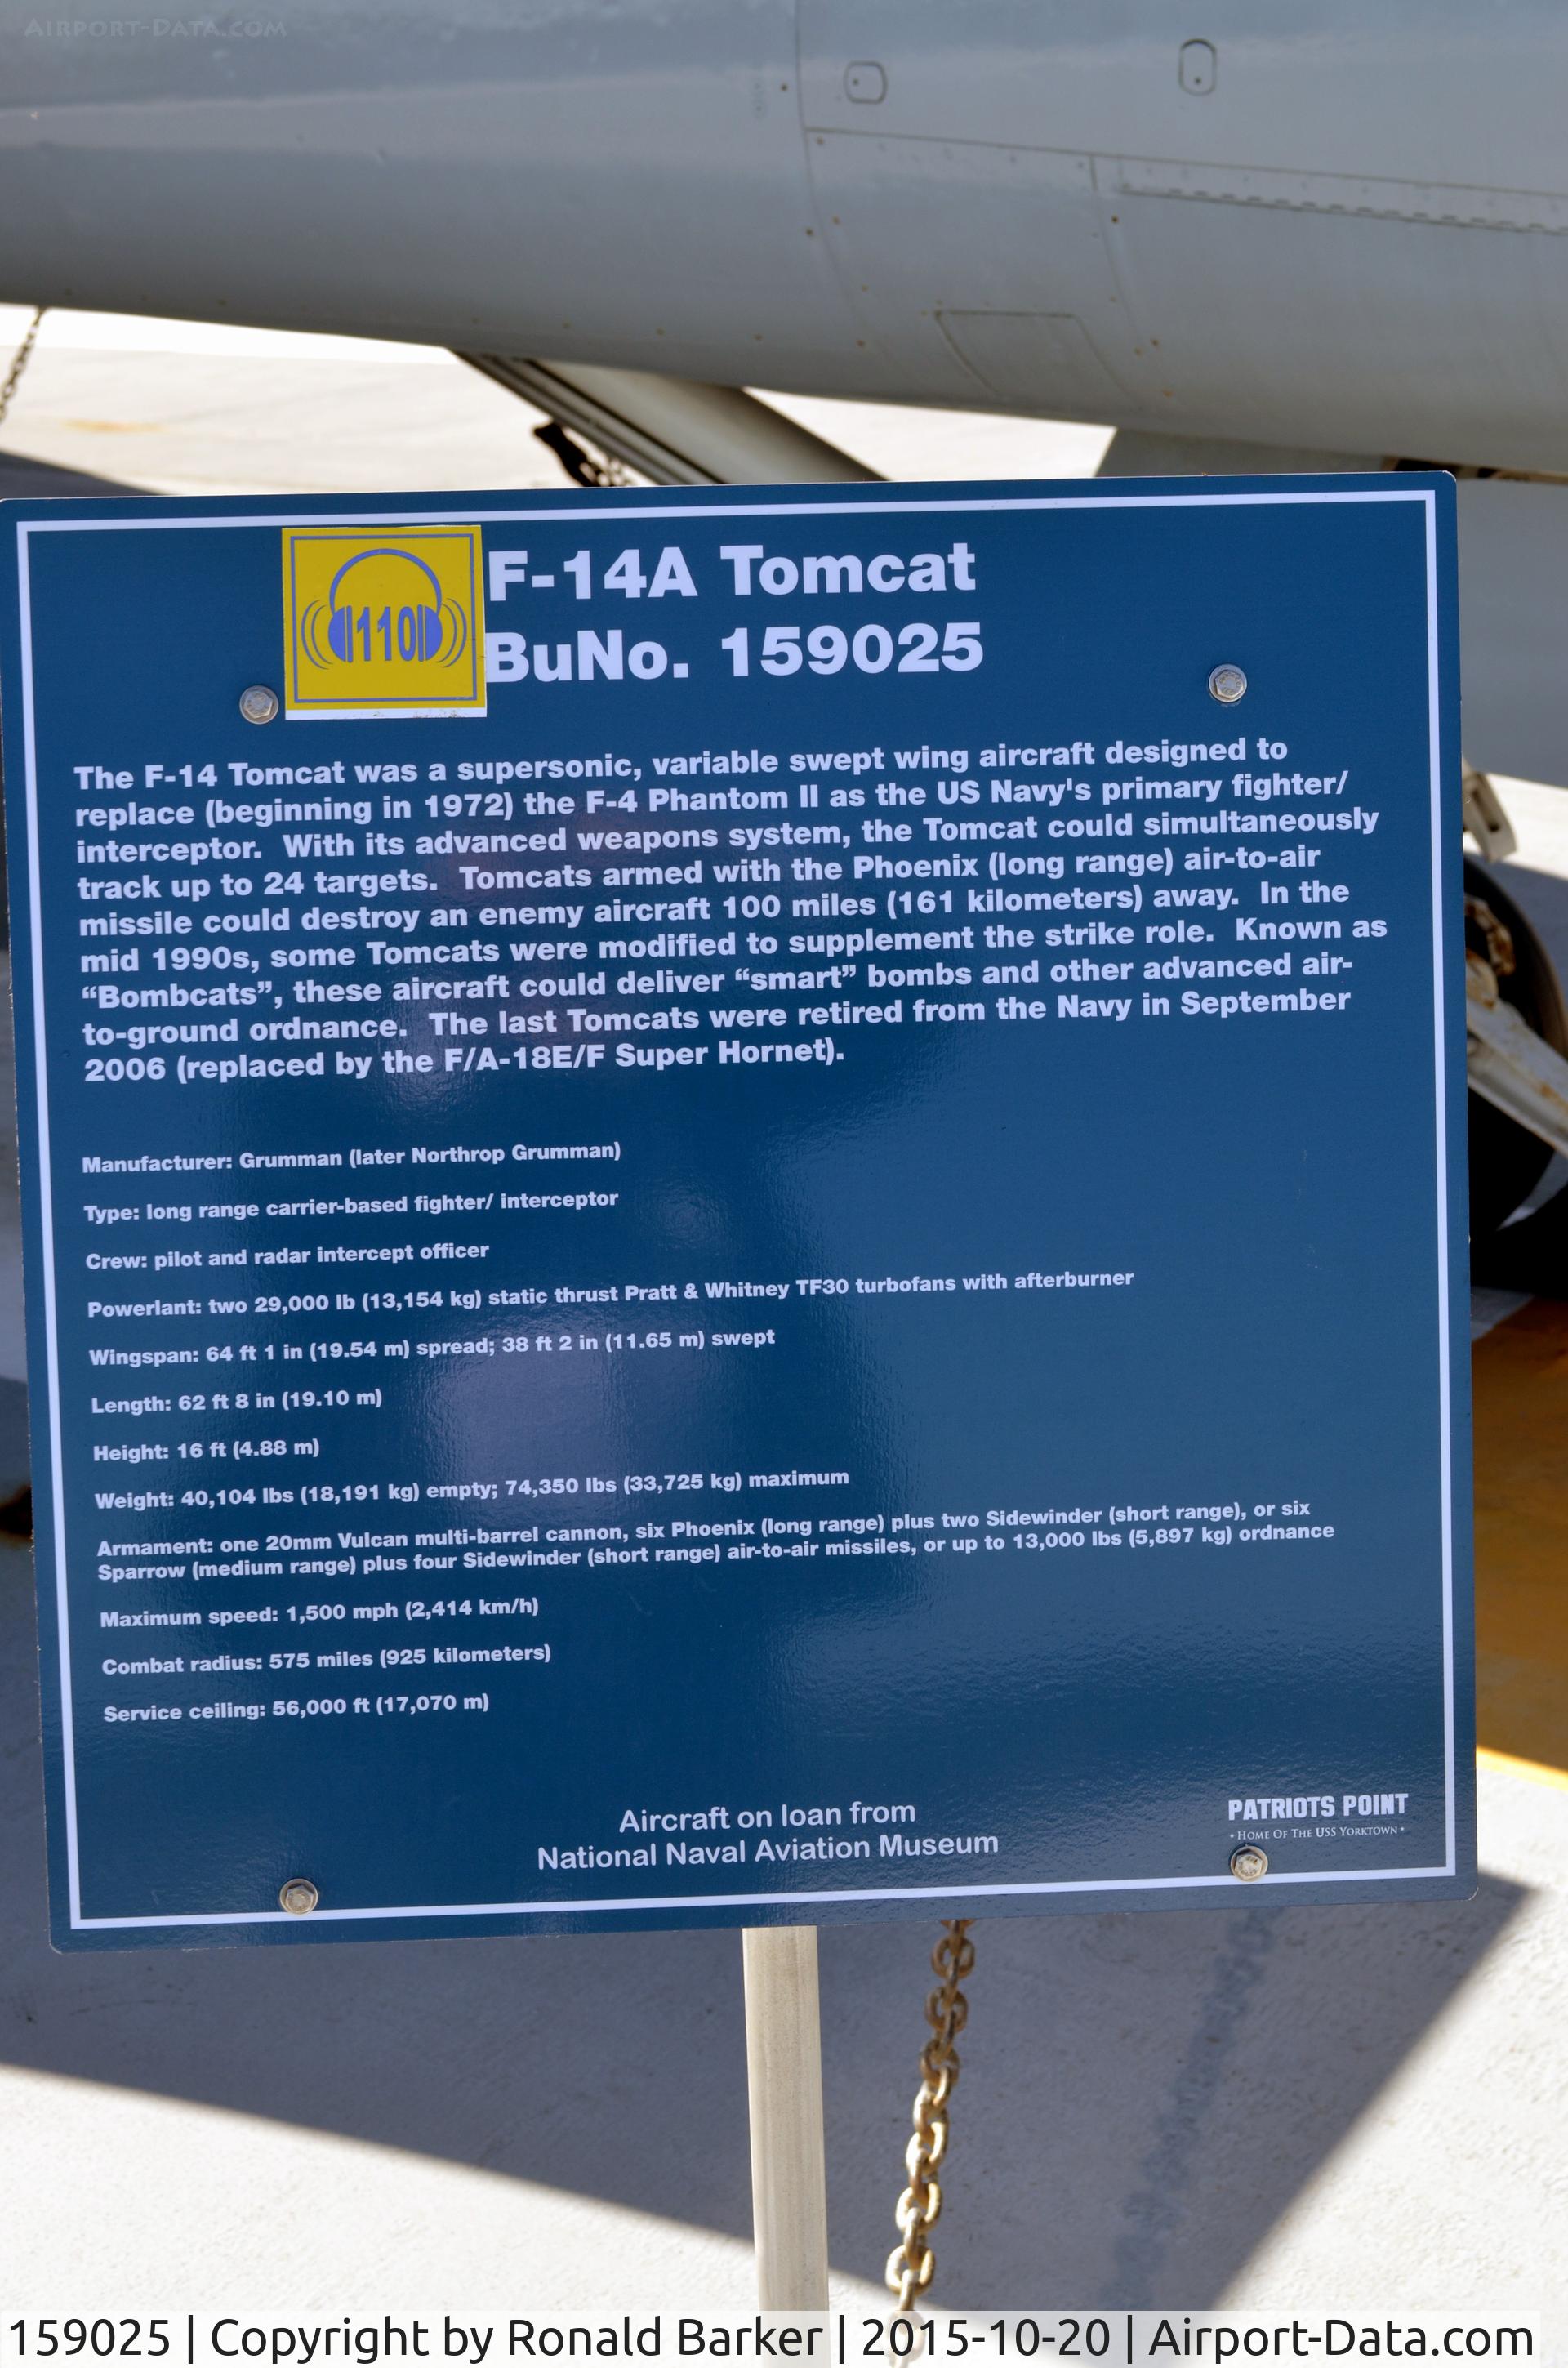 AIRPORT-DATA.COM
110
F-14A Tomcat
BuNo. 159025
The F-14 Tomcat was a supersonic, variable swept wing aircraft designed to
replace (beginning in 1972) the F-4 Phantom II as the US Navy's primary fighter/
interceptor. With its advanced weapons system, the Tomcat could simultaneously
track up to 24 targets. Tomcats armed with the Phoenix (long range) air-to-air
missile could destroy an enemy aircraft 100 miles (161 kilometers) away. In the
mid 1990s, some Tomcats were modified to supplement the strike role. Known as
“Bombcats”, these aircraft could deliver “smart” bombs and other advanced air-
to-ground ordnance. The last Tomcats were retired from the Navy in September
2006 (replaced by the F/A-18E/F Super Hornet).
Manufacturer: Grumman (later Northrop Grumman)
Type: long range carrier-based fighter/ interceptor
Crew: pilot and radar intercept officer
Powerlant: two 29,000 lb (13,154 kg) static thrust Pratt & Whitney TF30 turbofans with afterburner
Wingspan: 64 ft 1 in (19.54 m) spread; 38 ft 2 in (11.65 m) swept
Length: 62 ft 8 in (19.10 m)
Height: 16 ft (4.88 m)
Weight: 40,104 lbs (18,191 kg) empty; 74,350 lbs (33,725 kg) maximum
Armament: one 20mm Vulcan multi-barrel cannon, six Phoenix (long range) plus two Sidewinder (short range), or six
Sparrow (medium range) plus four Sidewinder (short range) air-to-air missiles, or up to 13,000 lbs (5,897 kg) ordnance
Maximum speed: 1,500 mph (2,414 km/h)
Combat radius: 575 miles (925 kilometers)
Service ceiling: 56,000 ft (17,070 m)
Aircraft on loan from
National Naval Aviation Museum
PATRIOTS POINT
• HOME OF THE USS YORKTOWN •
159025 | Copyright by Ronald Barker | 2015-10-20 | Airport-Data.com